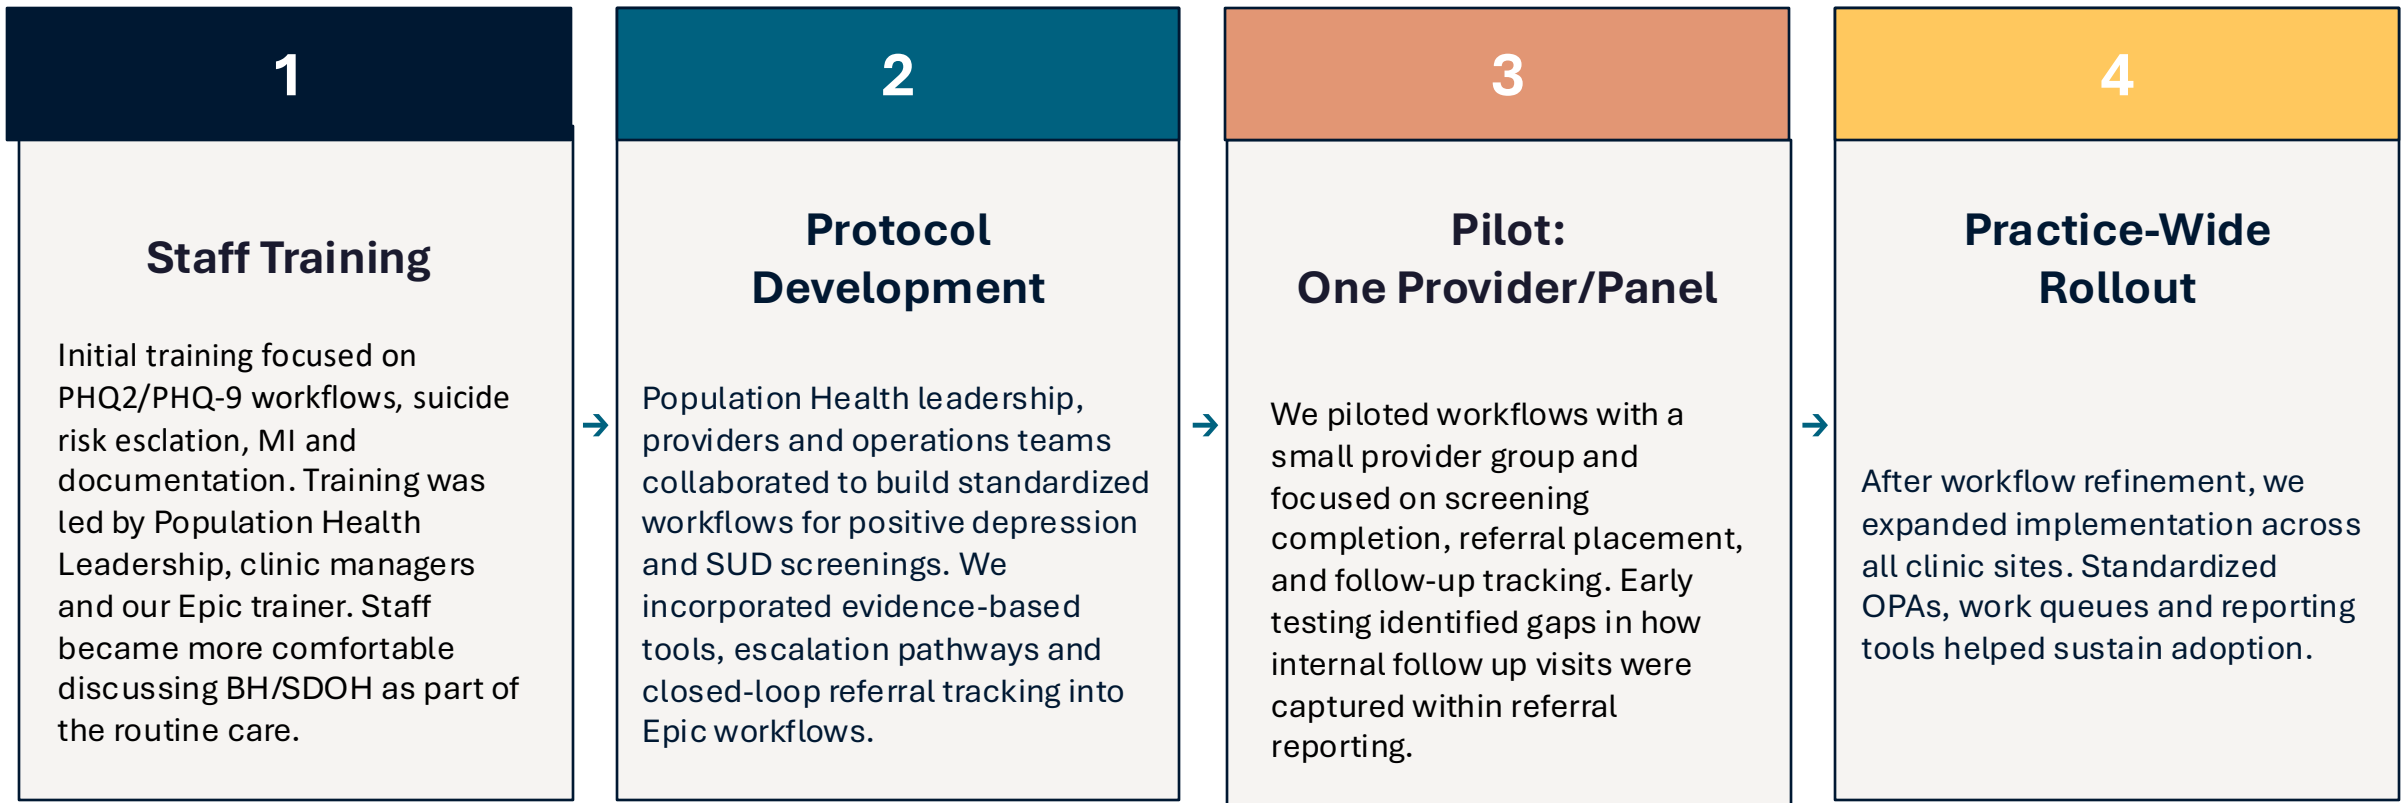 1
Staff Training
Initial training focused on
PHQ2/PHQ-9 workflows, suicide
risk esclation, MI and
documentation. Training was
led by Population Health
Leadership, clinic managers
and our Epic trainer. Staff
became more comfortable
discussing BH/SDOH as part of
the routine care.
2
Protocol
Development
Population Health leadership,
providers and operations teams
collaborated to build standardized
workflows for positive depression
and SUD screenings. We
incorporated evidence-based
tools, escalation pathways and
closed-loop referral tracking into
Epic workflows.
3
Pilot:
One Provider/Panel
We piloted workflows with a
small provider group and
focused on screening
completion, referral placement,
and follow-up tracking. Early
testing identified gaps in how
internal follow up visits were
captured within referral
reporting.
4
Practice-Wide
Rollout
After workflow refinement, we
expanded implementation across
all clinic sites. Standardized
OPAs, work queues and reporting
tools helped sustain adoption.